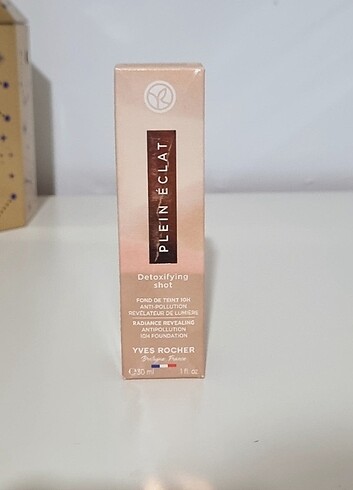 PLEIN ÉCLAT
Detoxifying
shot
FOND DE TEINT 10H
ANTI-POLLUTION
RÉVÉLATEUR DE LUMIÈRE
RADIANCE REVEALING
ANTIPOLLUTION
10H FOUNDATION
YVES ROCHER
Bretagne, France
℮30 ml 1 fl. oz